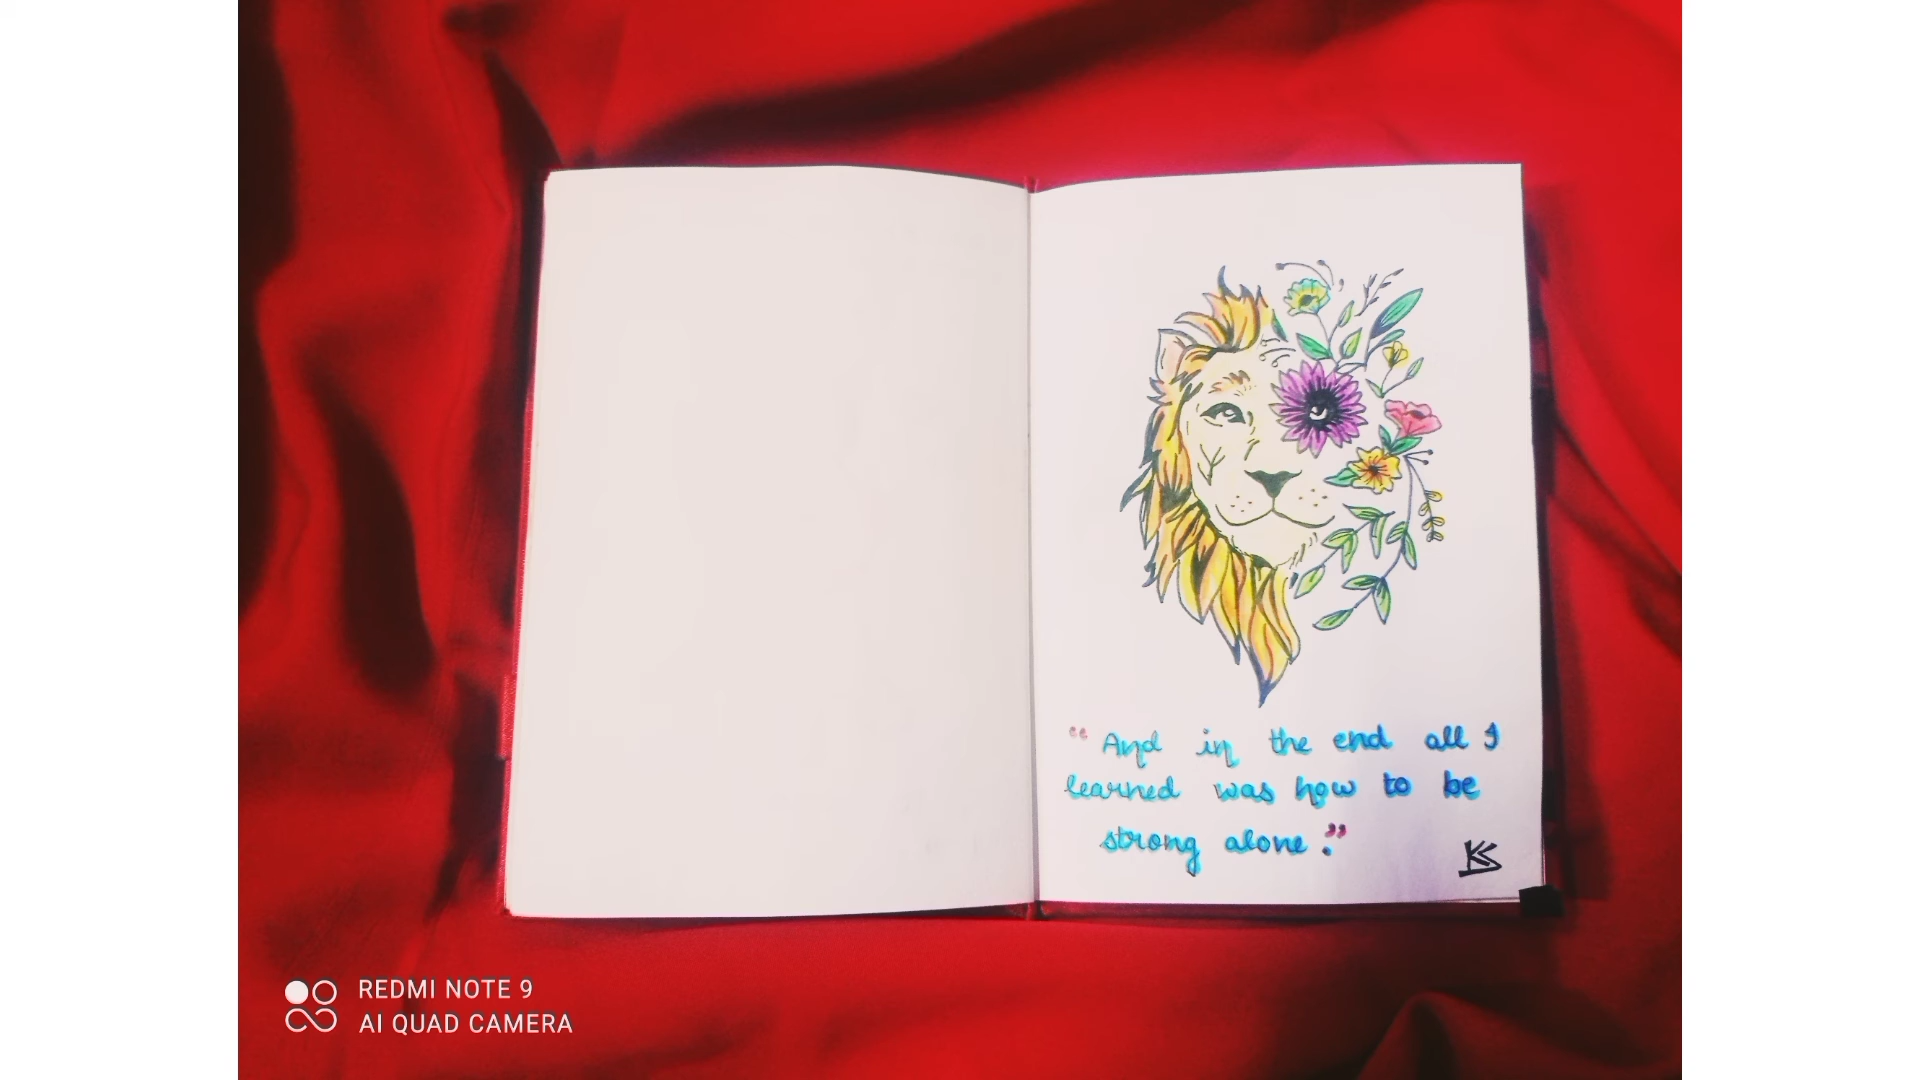 “And in the end all I
learned was how to be
strong alone.”
KS
REDMI NOTE 9
AI QUAD CAMERA